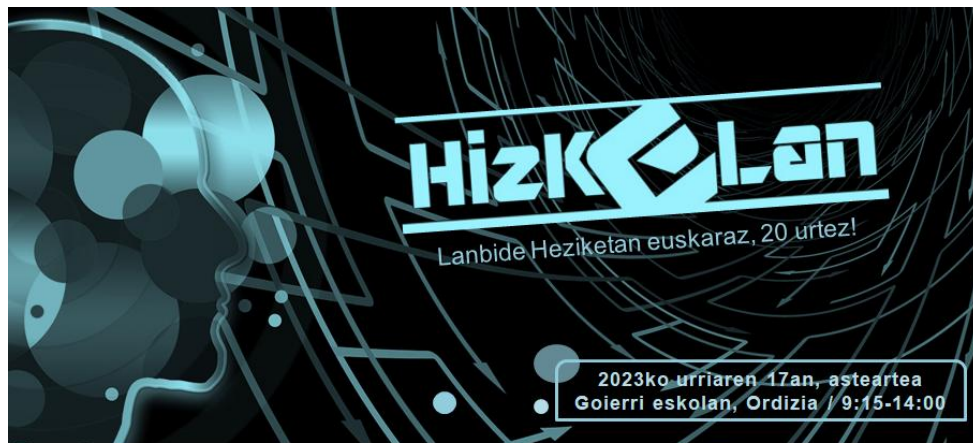 HizkeLan
Lanbide Heziketan euskaraz, 20 urtez!
2023ko urriaren 17an, asteartea
Goierri eskolan, Ordizia / 9:15-14:00